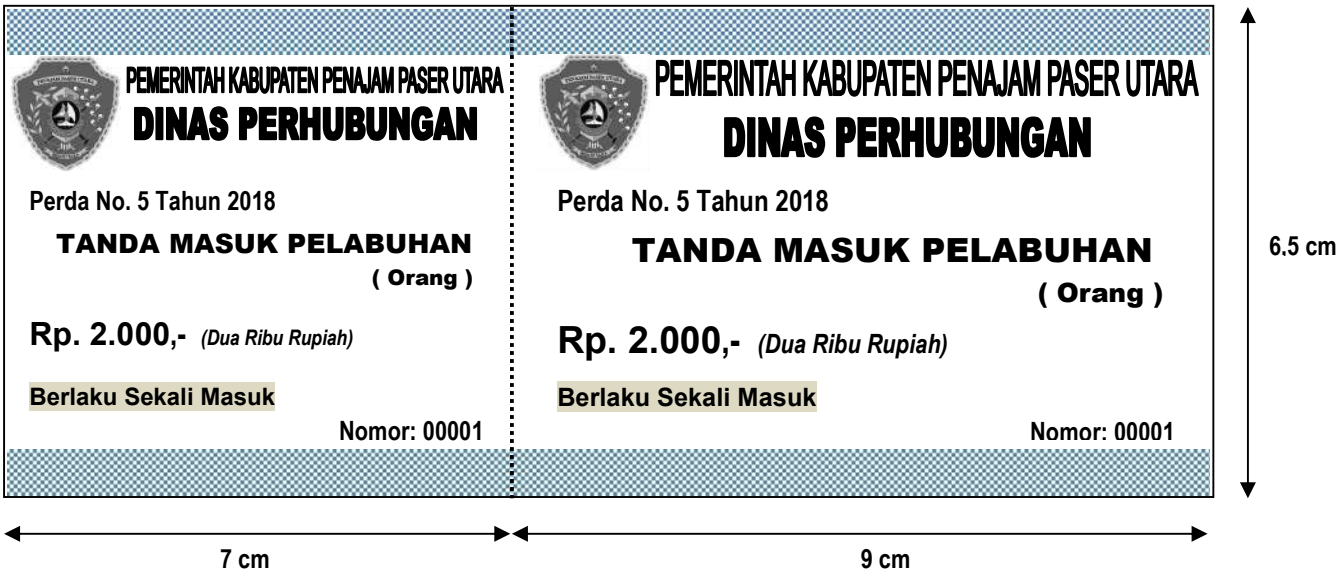 PEMERINTAH KABUPATEN PENAJAM PASER UTARA
DINAS PERHUBUNGAN
Perda No. 5 Tahun 2018
TANDA MASUK PELABUHAN
( Orang )
Rp. 2.000,- (Dua Ribu Rupiah)
Berlaku Sekali Masuk
Nomor: 00001
PEMERINTAH KABUPATEN PENAJAM PASER UTARA
DINAS PERHUBUNGAN
Perda No. 5 Tahun 2018
TANDA MASUK PELABUHAN
( Orang )
Rp. 2.000,- (Dua Ribu Rupiah)
Berlaku Sekali Masuk
Nomor: 00001
6.5 cm
7 cm
9 cm